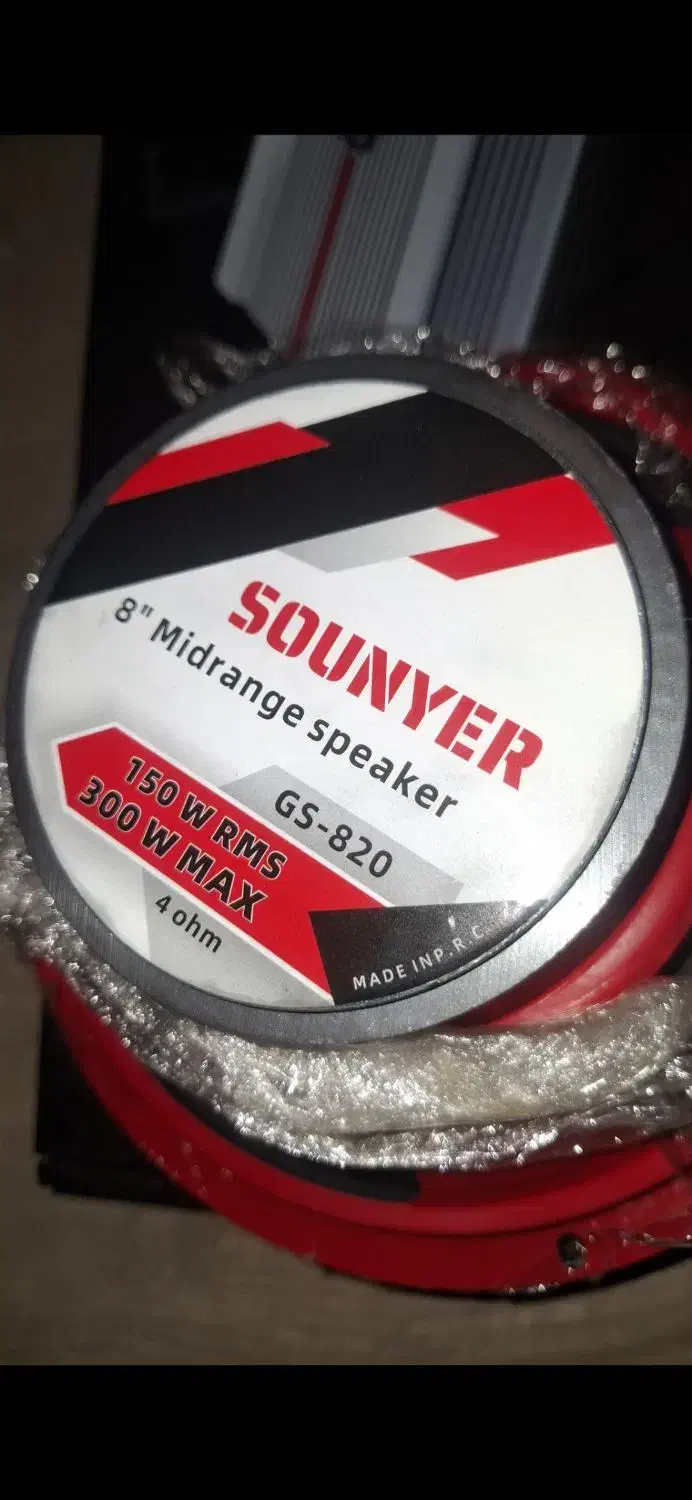 SOUNYER
8" Midrange speaker
GS-820
150 W RMS
300 W MAX
4 ohm
MADE INP.R.C